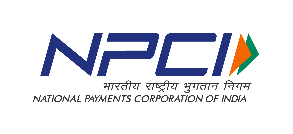 NPCI
भारतीय राष्ट्रीय भुगतान निगम
NATIONAL PAYMENTS CORPORATION OF INDIA